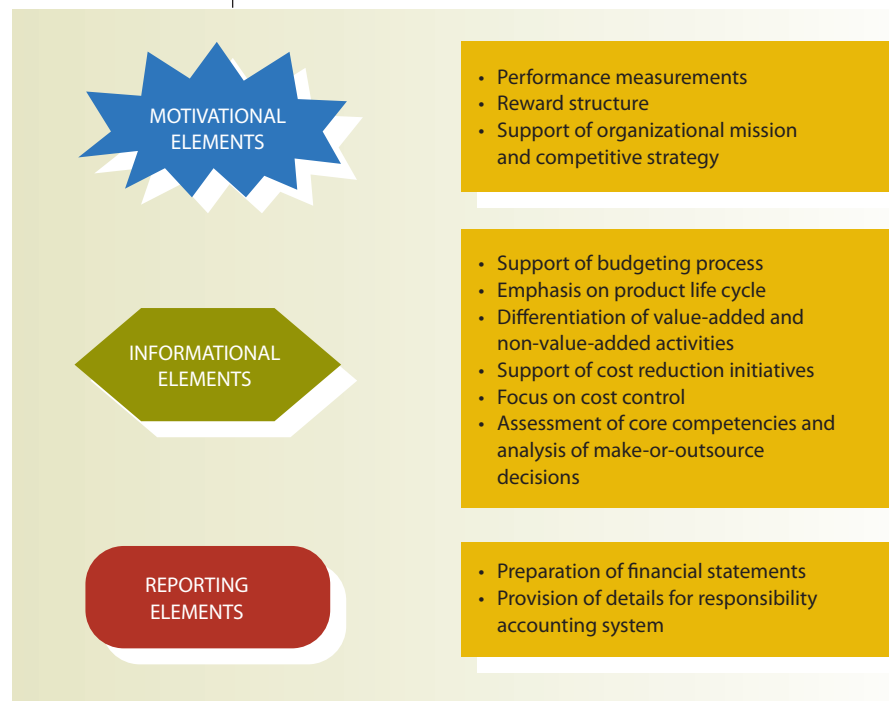 MOTIVATIONAL
ELEMENTS
• Performance measurements
• Reward structure
• Support of organizational mission
and competitive strategy
INFORMATIONAL
ELEMENTS
• Support of budgeting process
• Emphasis on product life cycle
• Differentiation of value-added and
non-value-added activities
• Support of cost reduction initiatives
• Focus on cost control
• Assessment of core competencies and
analysis of make-or-outsource
decisions
REPORTING
ELEMENTS
• Preparation of financial statements
• Provision of details for responsibility
accounting system